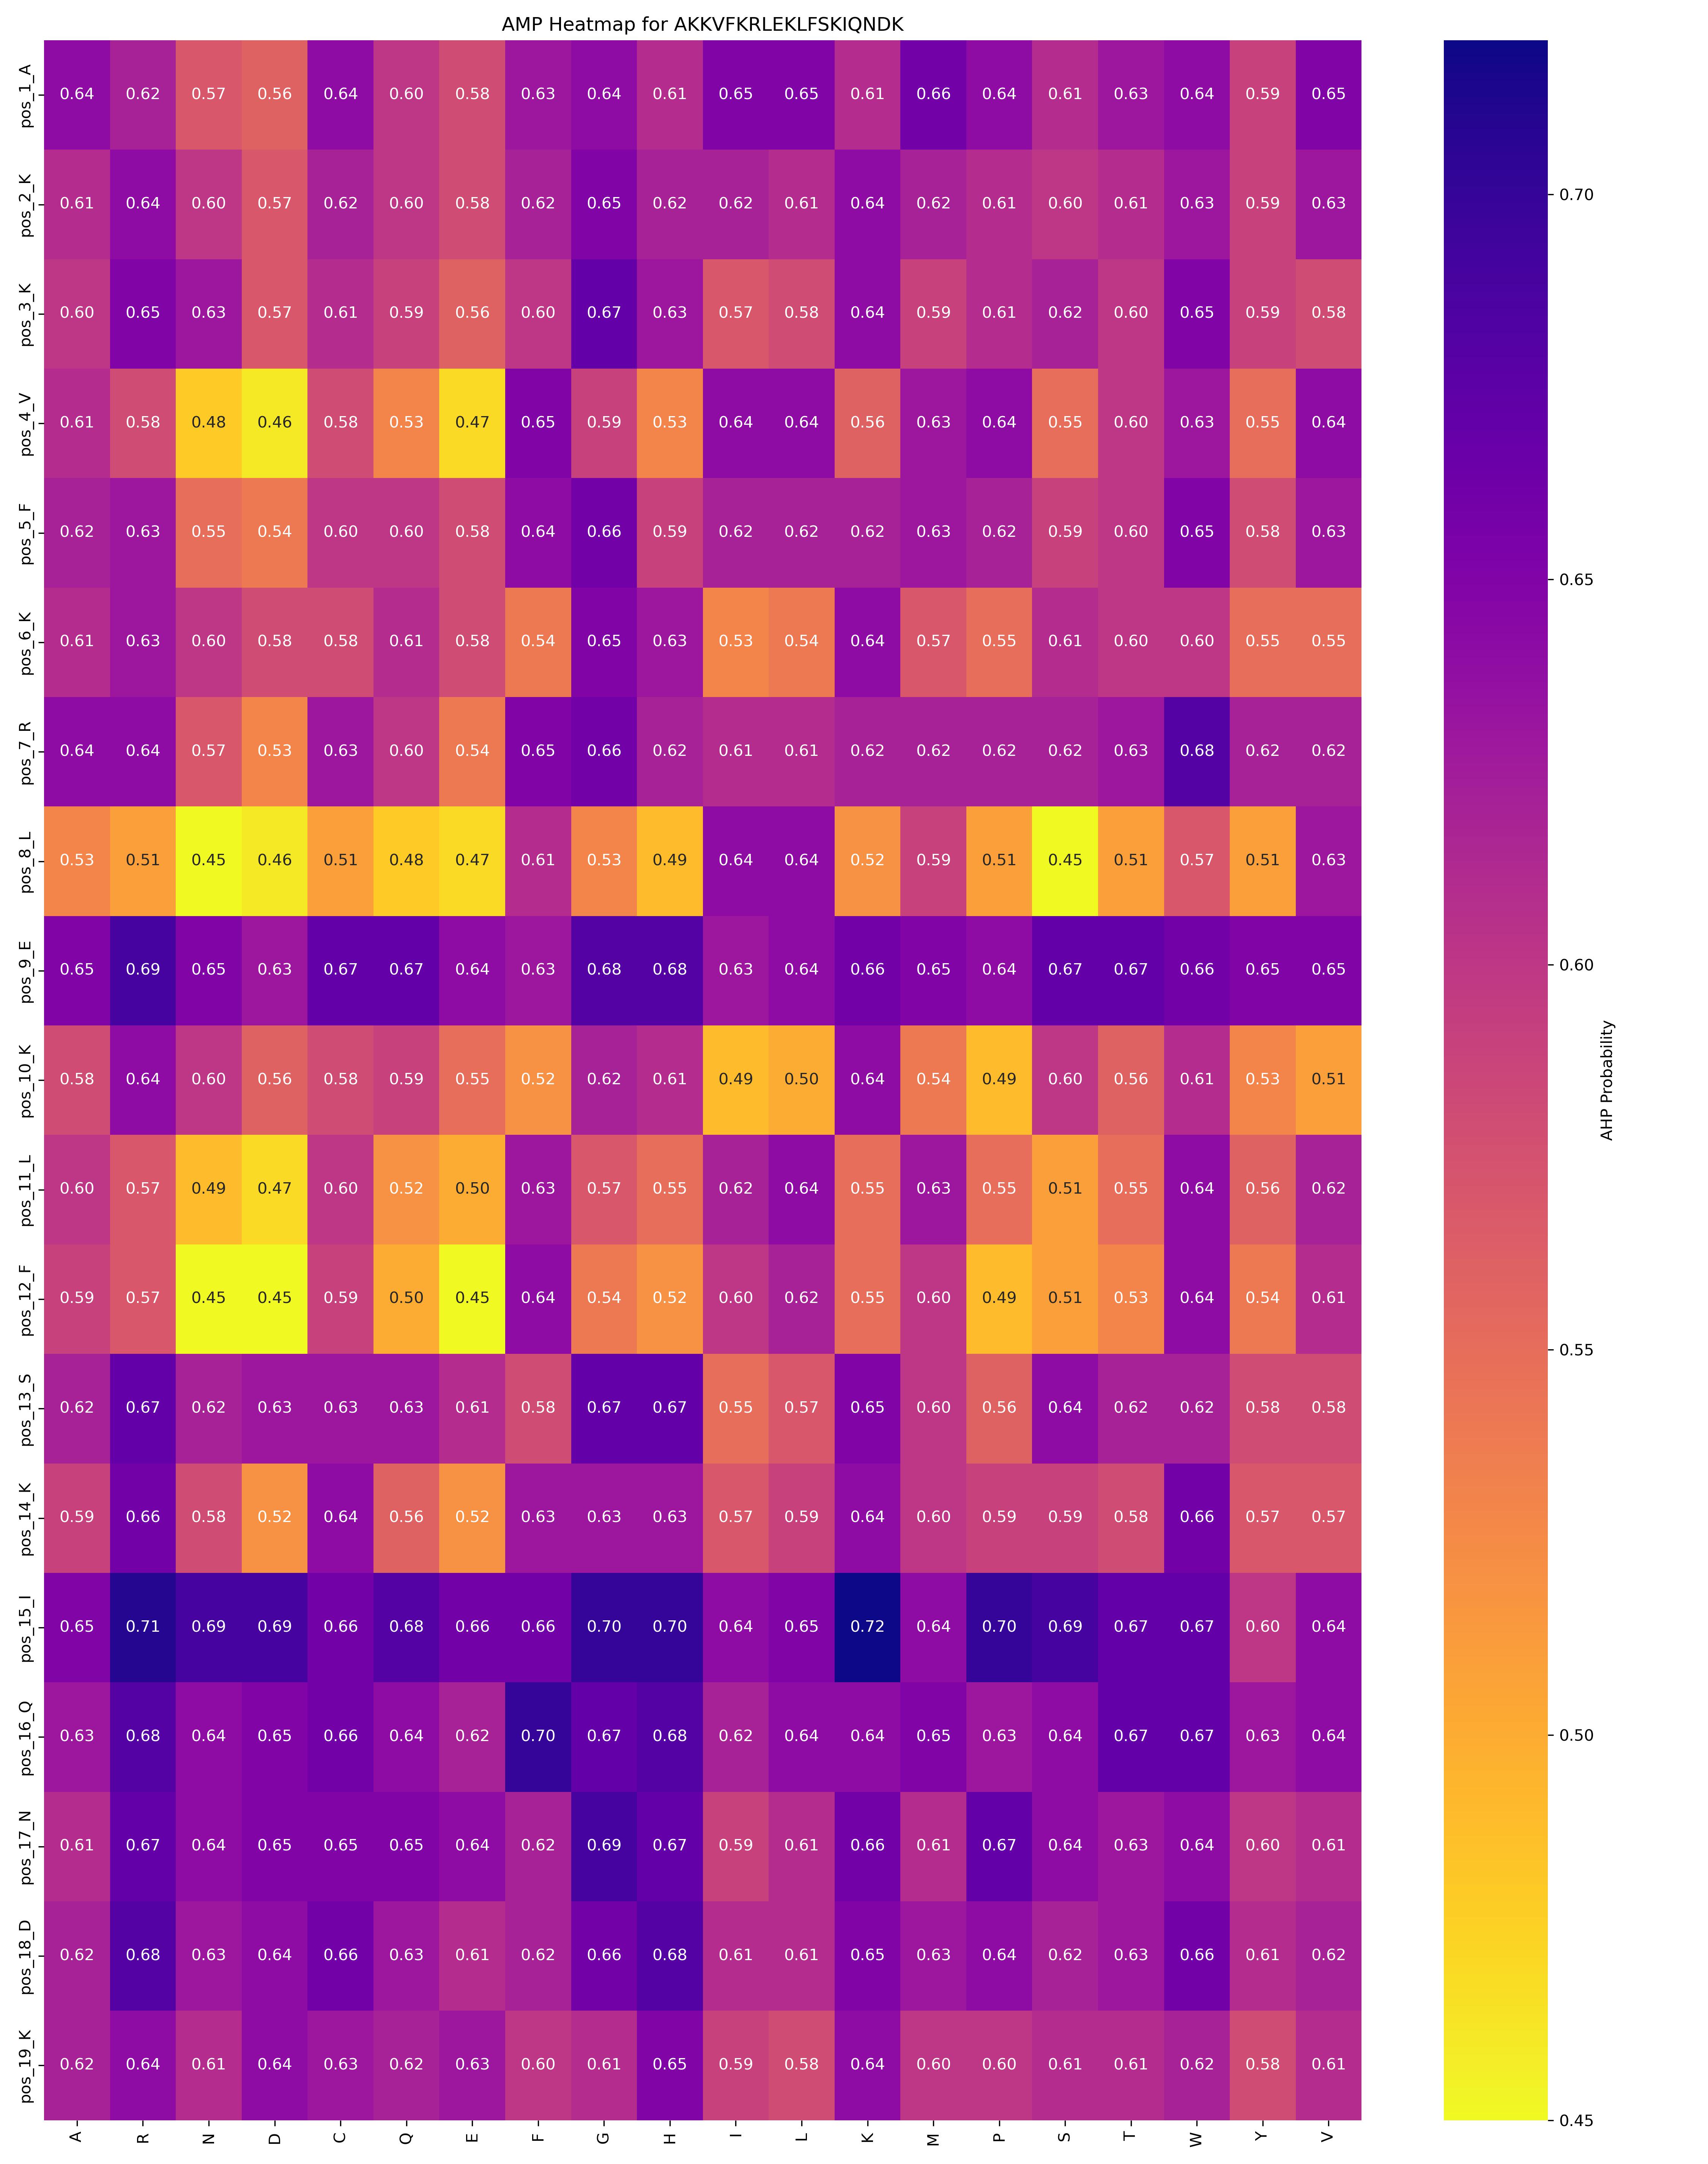 AMP Heatmap for AKKVFKRLEKLFSKIQNDK
pos_1_A 0.64 0.62 0.57 0.56 0.64 0.60 0.58 0.63 0.64 0.61 0.65 0.65 0.61 0.66 0.64 0.61 0.63 0.64 0.59 0.65
pos_2_K 0.61 0.64 0.60 0.57 0.62 0.60 0.58 0.62 0.65 0.62 0.62 0.61 0.64 0.62 0.61 0.60 0.61 0.63 0.59 0.63
pos_3_K 0.60 0.65 0.63 0.57 0.61 0.59 0.56 0.60 0.67 0.63 0.57 0.58 0.64 0.59 0.61 0.62 0.60 0.65 0.59 0.58
pos_4_V 0.61 0.58 0.48 0.46 0.58 0.53 0.47 0.65 0.59 0.53 0.64 0.64 0.56 0.63 0.64 0.55 0.60 0.63 0.55 0.64
pos_5_F 0.62 0.63 0.55 0.54 0.60 0.60 0.58 0.64 0.66 0.59 0.62 0.62 0.62 0.63 0.62 0.59 0.60 0.65 0.58 0.63
pos_6_K 0.61 0.63 0.60 0.58 0.58 0.61 0.58 0.54 0.65 0.63 0.53 0.54 0.64 0.57 0.55 0.61 0.60 0.60 0.55 0.55
pos_7_R 0.64 0.64 0.57 0.53 0.63 0.60 0.54 0.65 0.66 0.62 0.61 0.61 0.62 0.62 0.62 0.62 0.63 0.68 0.62 0.62
pos_8_L 0.53 0.51 0.45 0.46 0.51 0.48 0.47 0.61 0.53 0.49 0.64 0.64 0.52 0.59 0.51 0.45 0.51 0.57 0.51 0.63
pos_9_E 0.65 0.69 0.65 0.63 0.67 0.67 0.64 0.63 0.68 0.68 0.63 0.64 0.66 0.65 0.64 0.67 0.67 0.66 0.65 0.65
pos_10_K 0.58 0.64 0.60 0.56 0.58 0.59 0.55 0.52 0.62 0.61 0.49 0.50 0.64 0.54 0.49 0.60 0.56 0.61 0.53 0.51
pos_11_L 0.60 0.57 0.49 0.47 0.60 0.52 0.50 0.63 0.57 0.55 0.62 0.64 0.55 0.63 0.55 0.51 0.55 0.64 0.56 0.62
pos_12_F 0.59 0.57 0.45 0.45 0.59 0.50 0.45 0.64 0.54 0.52 0.60 0.62 0.55 0.60 0.49 0.51 0.53 0.64 0.54 0.61
pos_13_S 0.62 0.67 0.62 0.63 0.63 0.63 0.61 0.58 0.67 0.67 0.55 0.57 0.65 0.60 0.56 0.64 0.62 0.62 0.58 0.58
pos_14_K 0.59 0.66 0.58 0.52 0.64 0.56 0.52 0.63 0.63 0.63 0.57 0.59 0.64 0.60 0.59 0.59 0.58 0.66 0.57 0.57
pos_15_I 0.65 0.71 0.69 0.69 0.66 0.68 0.66 0.66 0.70 0.70 0.64 0.65 0.72 0.64 0.70 0.69 0.67 0.67 0.60 0.64
pos_16_Q 0.63 0.68 0.64 0.65 0.66 0.64 0.62 0.70 0.67 0.68 0.62 0.64 0.64 0.65 0.63 0.64 0.67 0.67 0.63 0.64
pos_17_N 0.61 0.67 0.64 0.65 0.65 0.65 0.64 0.62 0.69 0.67 0.59 0.61 0.66 0.61 0.67 0.64 0.63 0.64 0.60 0.61
pos_18_D 0.62 0.68 0.63 0.64 0.66 0.63 0.61 0.62 0.66 0.68 0.61 0.61 0.65 0.63 0.64 0.62 0.63 0.66 0.61 0.62
pos_19_K 0.62 0.64 0.61 0.64 0.63 0.62 0.63 0.60 0.61 0.65 0.59 0.58 0.64 0.60 0.60 0.61 0.61 0.62 0.58 0.61
A R N D C Q E F G H I L K M P S T W Y V
0.70
0.65
0.60
0.55
0.50
0.45
AHP Probability